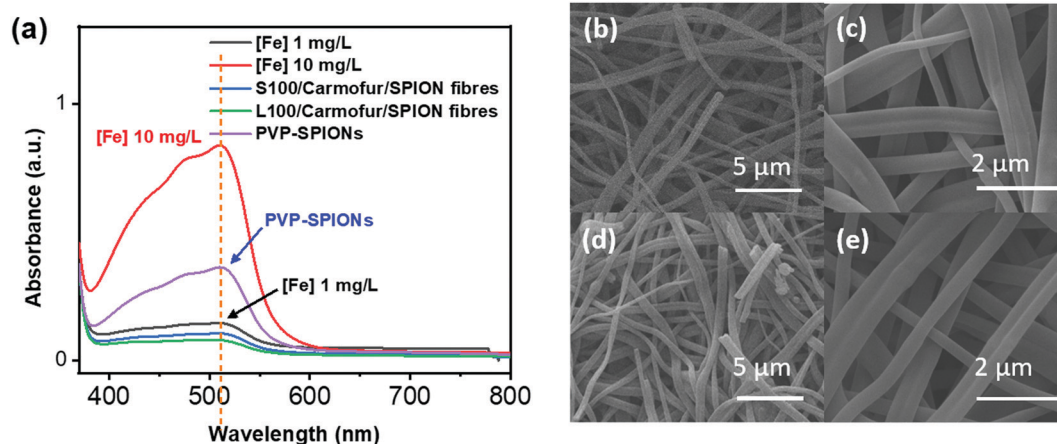 (a)
[Fe] 1 mg/L
[Fe] 10 mg/L
S100/Carmofur/SPION fibres
L100/Carmofur/SPION fibres
PVP-SPIONs
[Fe] 10 mg/L
PVP-SPIONs
[Fe] 1 mg/L
Absorbance (a.u.)
1
0
400 500 600 700 800
Wavelength (nm)
(b)
5 µm
(c)
2 µm
(d)
5 µm
(e)
2 µm